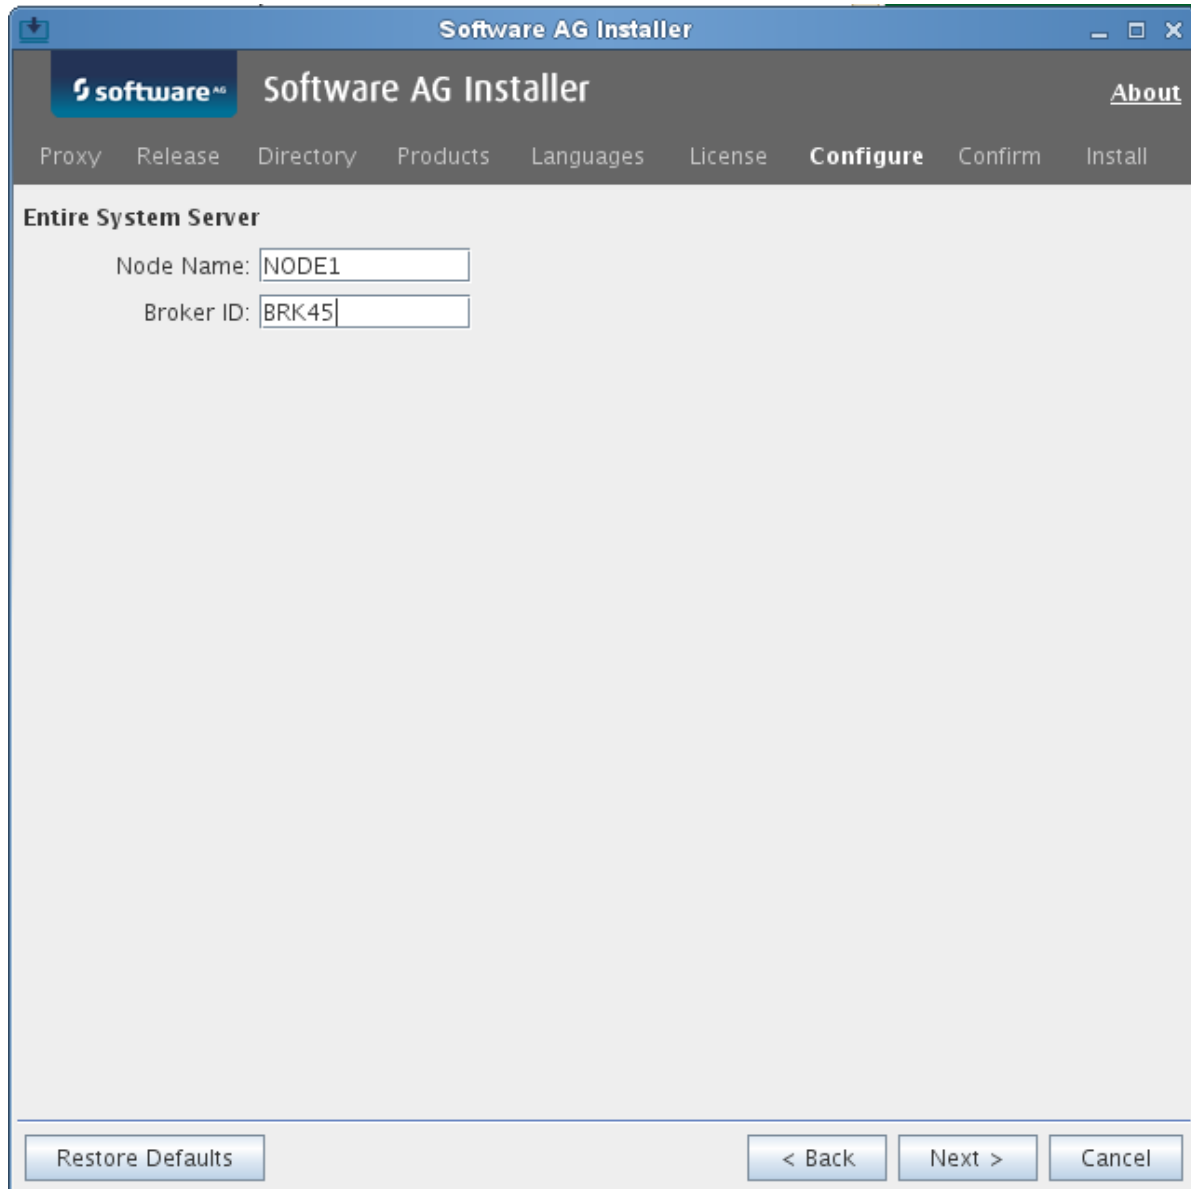 Software AG Installer
software AG Software AG Installer About
Proxy Release Directory Products Languages License Configure Confirm Install
Entire System Server
Node Name: NODE1
Broker ID: BRK45
Restore Defaults < Back Next > Cancel